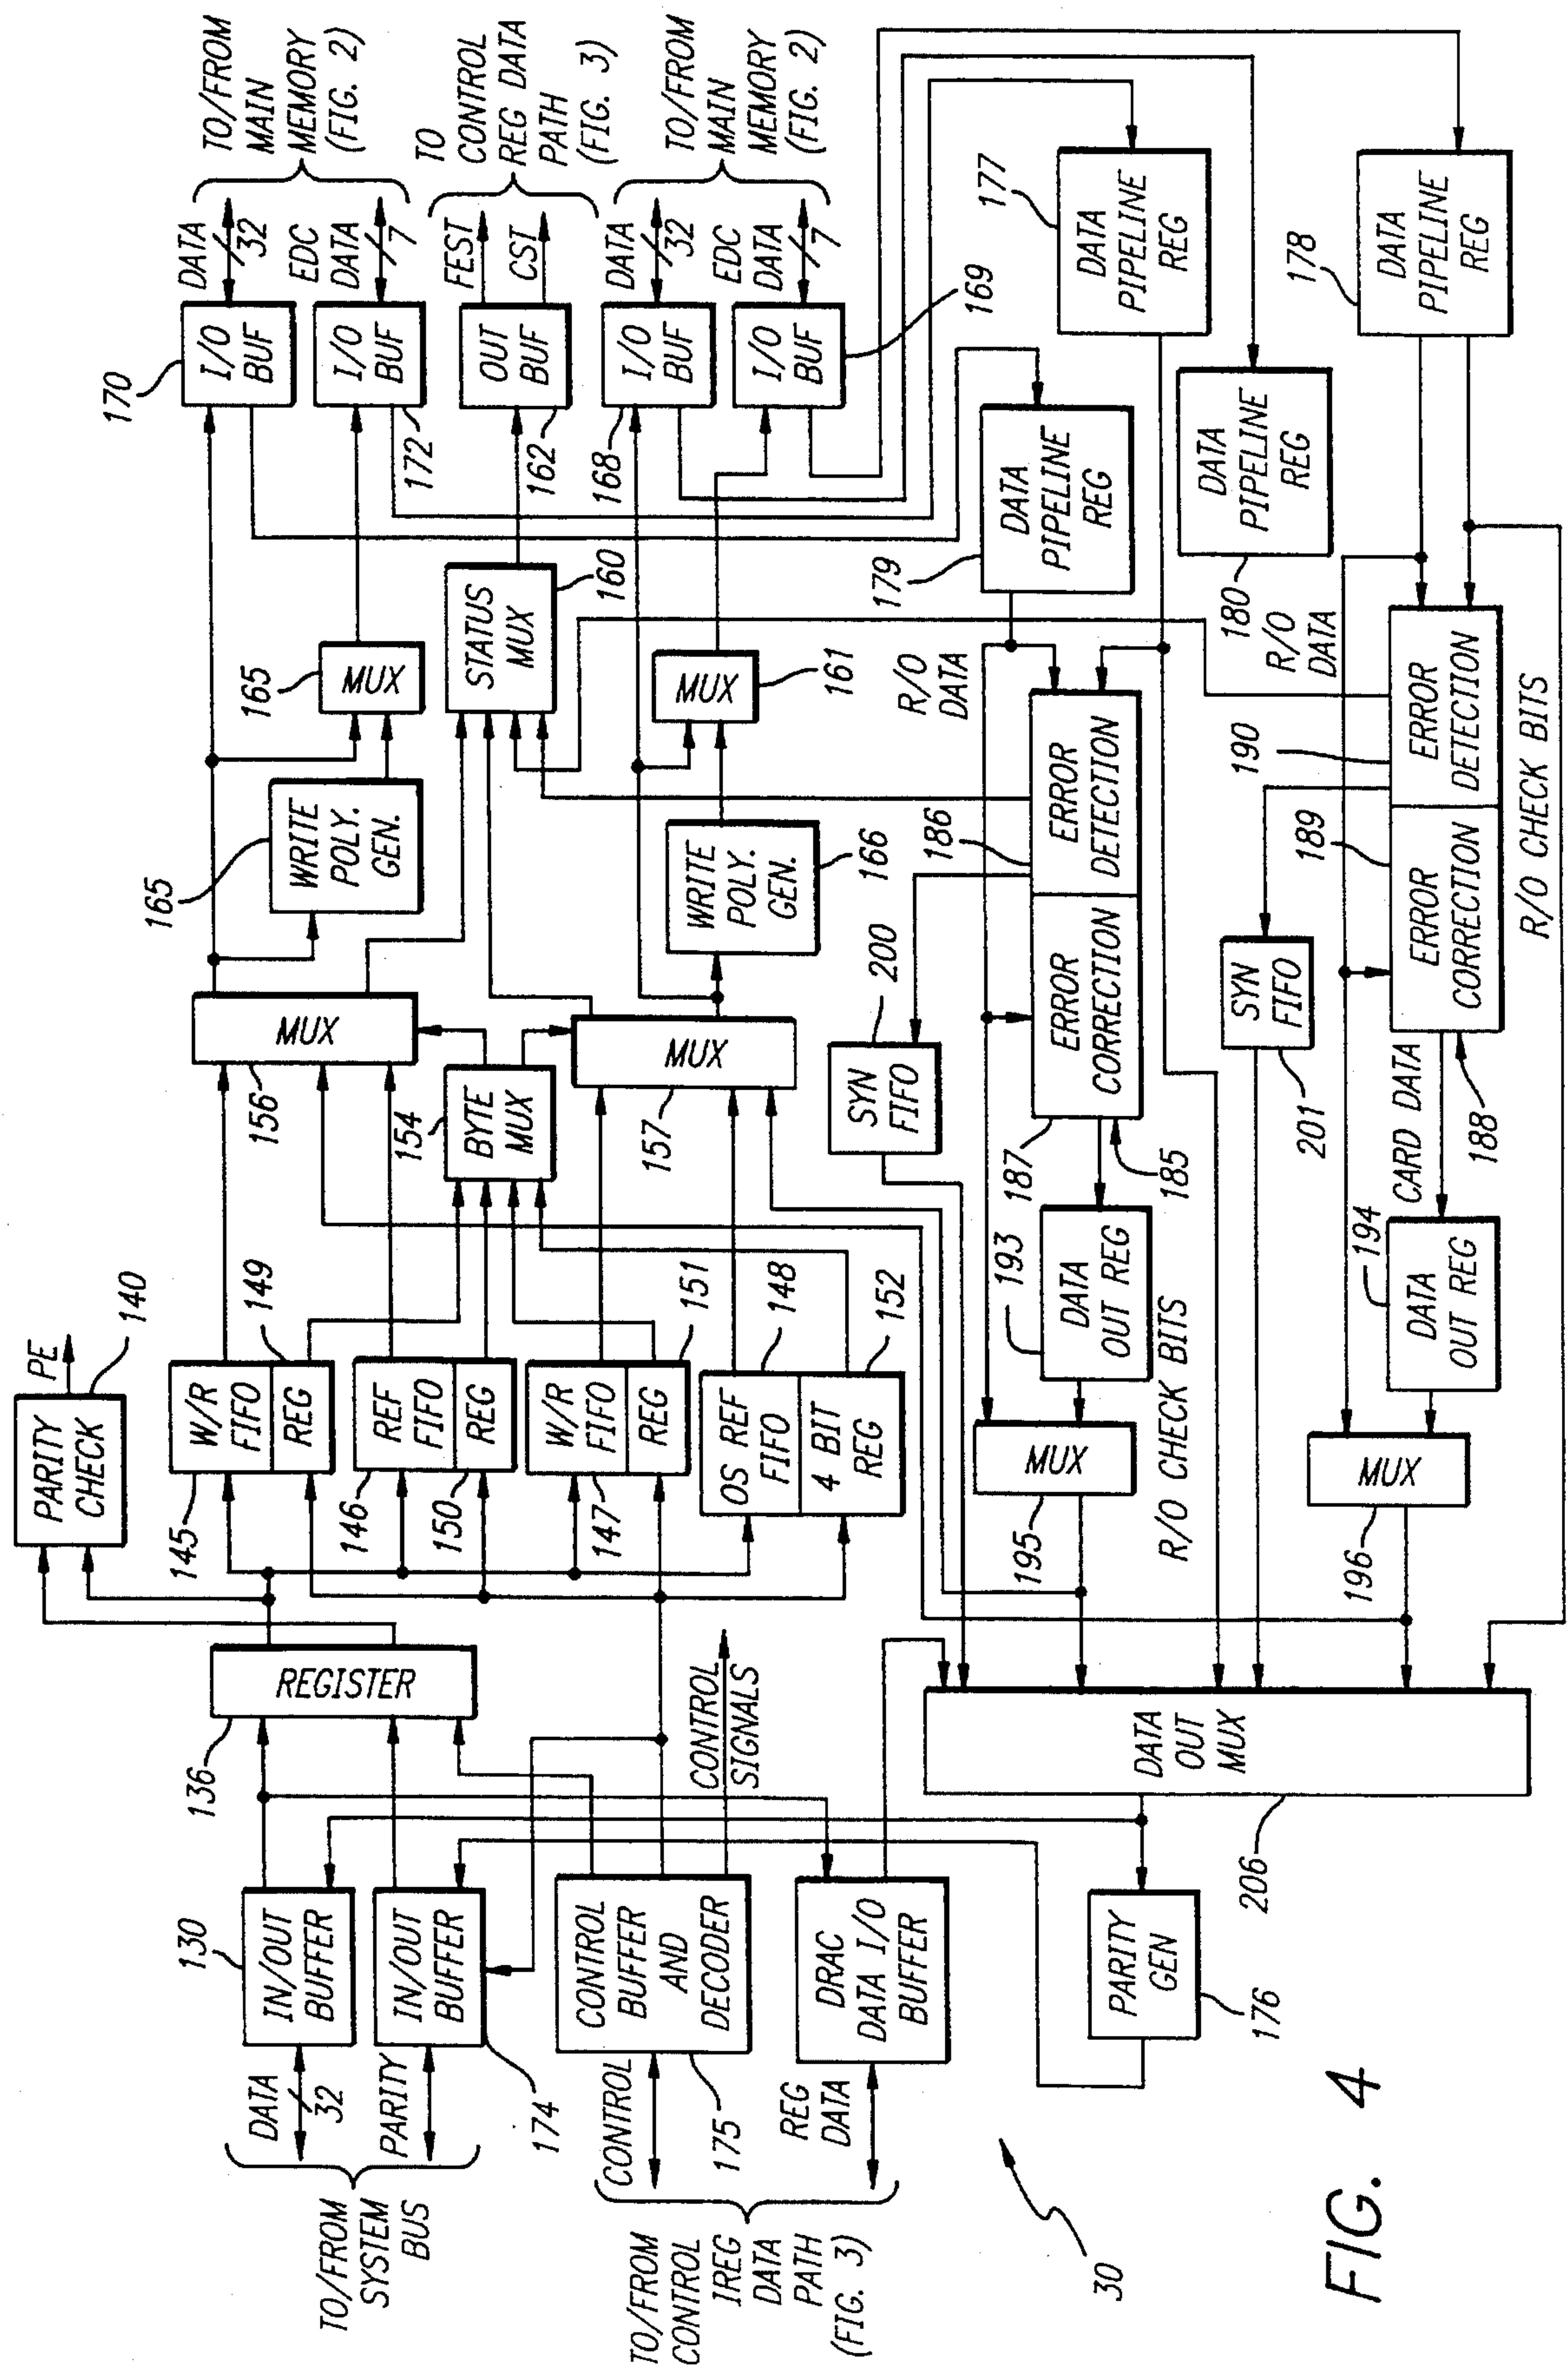 TO/FROM
SYSTEM
BUS
DATA
32
PARITY
130
IN/OUT
BUFFER
IN/OUT
BUFFER
174
TO/FROM
CONTROL
IREG
DATA
PATH
(FIG. 3)
CONTROL
175
CONTROL
BUFFER
AND
DECODER
REG
DATA
DRAC
DATA I/O
BUFFER
CONTROL
SIGNALS
136
REGISTER
PARITY
CHECK
PE
140
145
W/R
FIFO
REG
149
146
REF
FIFO
150
REG
W/R
FIFO
147
REG
151
OS REF
FIFO
148
4 BIT
REG
152
154
BYTE
MUX
156
MUX
157
MUX
165
WRITE
POLY.
GEN.
165
MUX
WRITE
POLY.
GEN.
166
MUX
161
STATUS
MUX
160
170
I/O
BUF
DATA
32
I/O
BUF
172
EDC
DATA
7
TO/FROM
MAIN
MEMORY
(FIG. 2)
OUT
BUF
162
FEST
CST
TO
CONTROL
REG DATA
PATH
(FIG. 3)
I/O
BUF
168
DATA
32
I/O
BUF
169
EDC
DATA
7
TO/FROM
MAIN
MEMORY
(FIG. 2)
177
DATA
PIPELINE
REG
178
DATA
PIPELINE
REG
179
DATA
PIPELINE
REG
180
DATA
PIPELINE
REG
R/O
DATA
R/O
DATA
186
ERROR
DETECTION
ERROR
CORRECTION
187
185
190
ERROR
DETECTION
189
ERROR
CORRECTION
188
R/O CHECK BITS
200
SYN
FIFO
SYN
FIFO
201
CARD DATA
193
DATA
OUT REG
R/O CHECK BITS
194
DATA
OUT REG
MUX
195
MUX
196
DATA
OUT
MUX
206
PARITY
GEN
176
30
FIG. 4